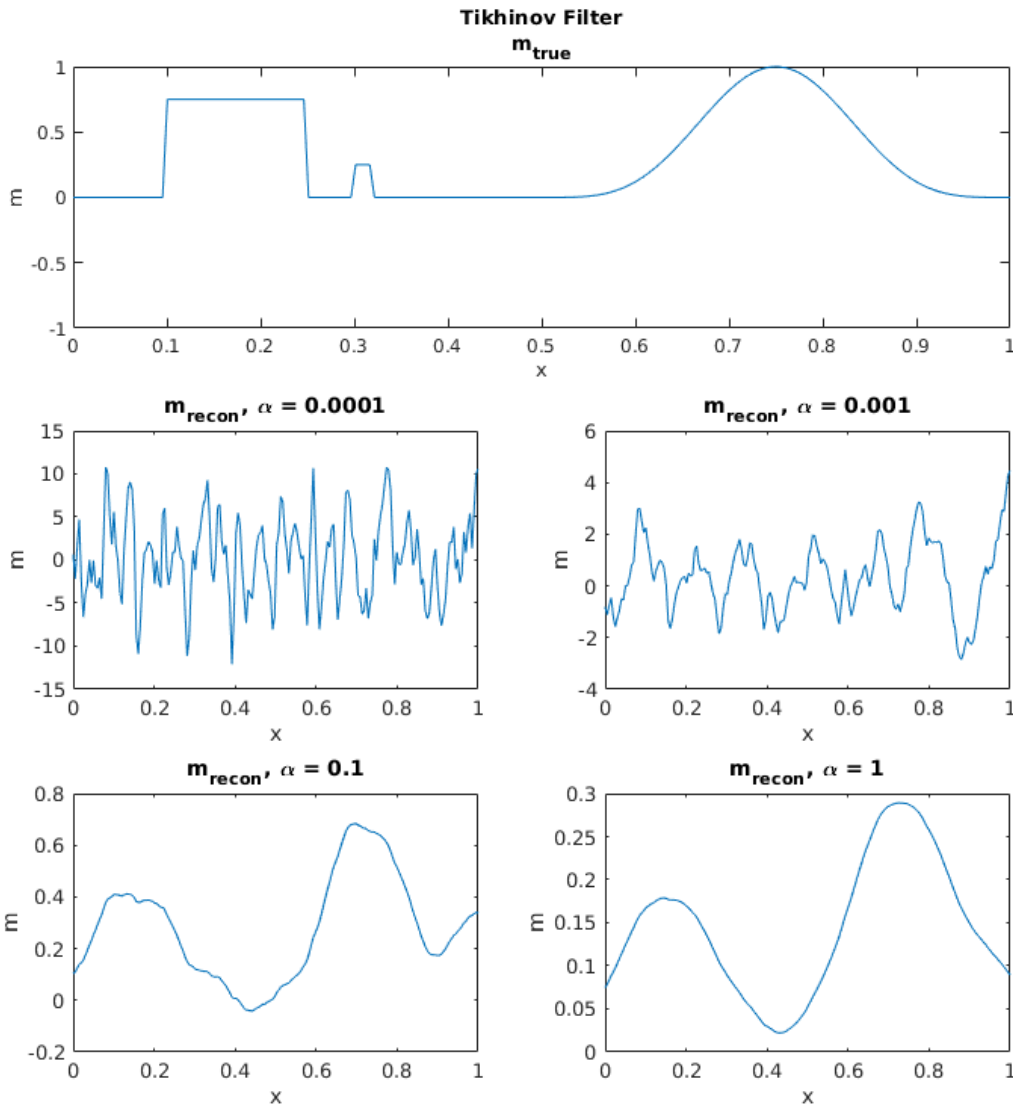 Tikhinov Filter
m_true
1
0.5
0
-0.5
-1
m
0 0.1 0.2 0.3 0.4 0.5 0.6 0.7 0.8 0.9 1
x
m_recon, α = 0.0001
15
10
5
0
-5
-10
-15
m
0 0.2 0.4 0.6 0.8 1
x
m_recon, α = 0.001
6
4
2
0
-2
-4
m
0 0.2 0.4 0.6 0.8 1
x
m_recon, α = 0.1
0.8
0.6
0.4
0.2
0
-0.2
m
0 0.2 0.4 0.6 0.8 1
x
m_recon, α = 1
0.3
0.25
0.2
0.15
0.1
0.05
0
m
0 0.2 0.4 0.6 0.8 1
x